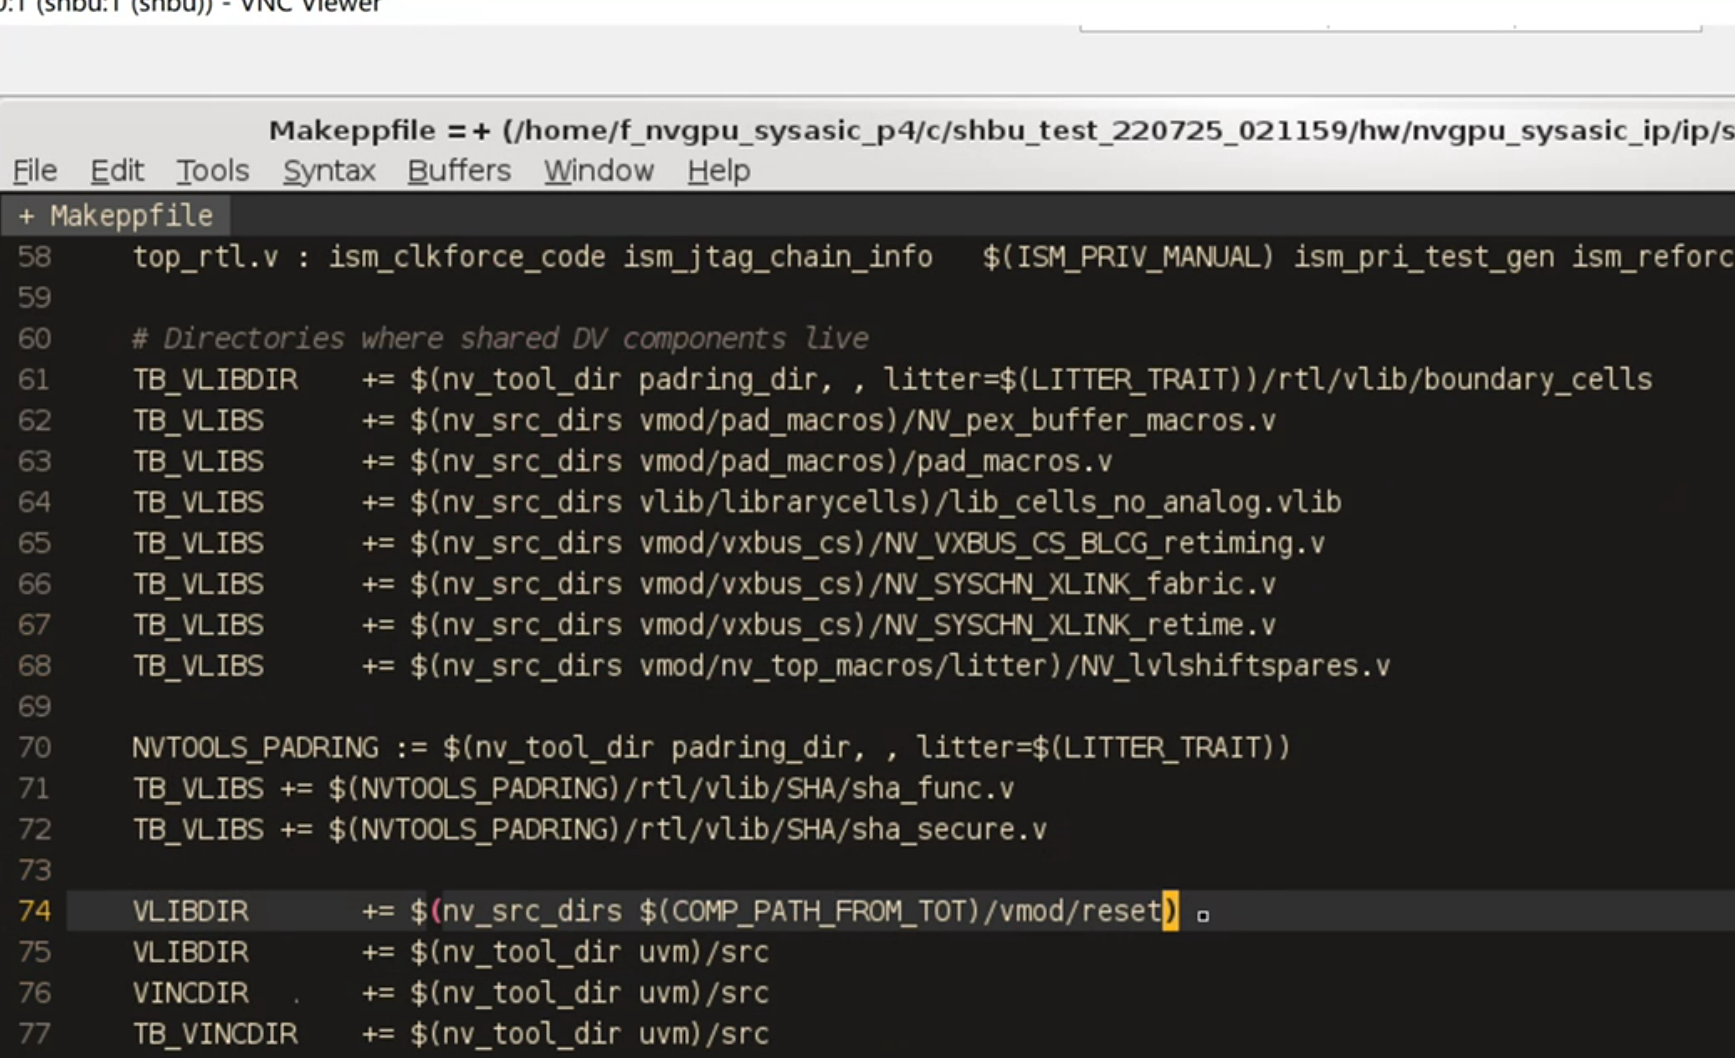 (shbu:1 (shbu)) - VNC Viewer
Makeppfile = + (/home/f_nvgpu_sysasic_p4/c/shbu_test_220725_021159/hw/nvgpu_sysasic_ip/ip/s
File Edit Tools Syntax Buffers Window Help
+ Makeppfile
58 top_rtl.v : ism_clkforce_code ism_jtag_chain_info $(ISM_PRIV_MANUAL) ism_pri_test_gen ism_reforc
59
60 # Directories where shared DV components live
61 TB_VLIBDIR += $(nv_tool_dir padring_dir, , litter=$(LITTER_TRAIT))/rtl/vlib/boundary_cells
62 TB_VLIBS += $(nv_src_dirs vmod/pad_macros)/NV_pex_buffer_macros.v
63 TB_VLIBS += $(nv_src_dirs vmod/pad_macros)/pad_macros.v
64 TB_VLIBS += $(nv_src_dirs vlib/librarycells)/lib_cells_no_analog.vlib
65 TB_VLIBS += $(nv_src_dirs vmod/vxbus_cs)/NV_VXBUS_CS_BLCG_retiming.v
66 TB_VLIBS += $(nv_src_dirs vmod/vxbus_cs)/NV_SYSCHN_XLINK_fabric.v
67 TB_VLIBS += $(nv_src_dirs vmod/vxbus_cs)/NV_SYSCHN_XLINK_retime.v
68 TB_VLIBS += $(nv_src_dirs vmod/nv_top_macros/litter)/NV_lvlshiftspares.v
69
70 NVTOOLS_PADRING := $(nv_tool_dir padring_dir, , litter=$(LITTER_TRAIT))
71 TB_VLIBS += $(NVTOOLS_PADRING)/rtl/vlib/SHA/sha_func.v
72 TB_VLIBS += $(NVTOOLS_PADRING)/rtl/vlib/SHA/sha_secure.v
73
74 VLIBDIR += $(nv_src_dirs $(COMP_PATH_FROM_TOT)/vmod/reset)
75 VLIBDIR += $(nv_tool_dir uvm)/src
76 VINCDIR += $(nv_tool_dir uvm)/src
77 TB_VINCDIR += $(nv_tool_dir uvm)/src